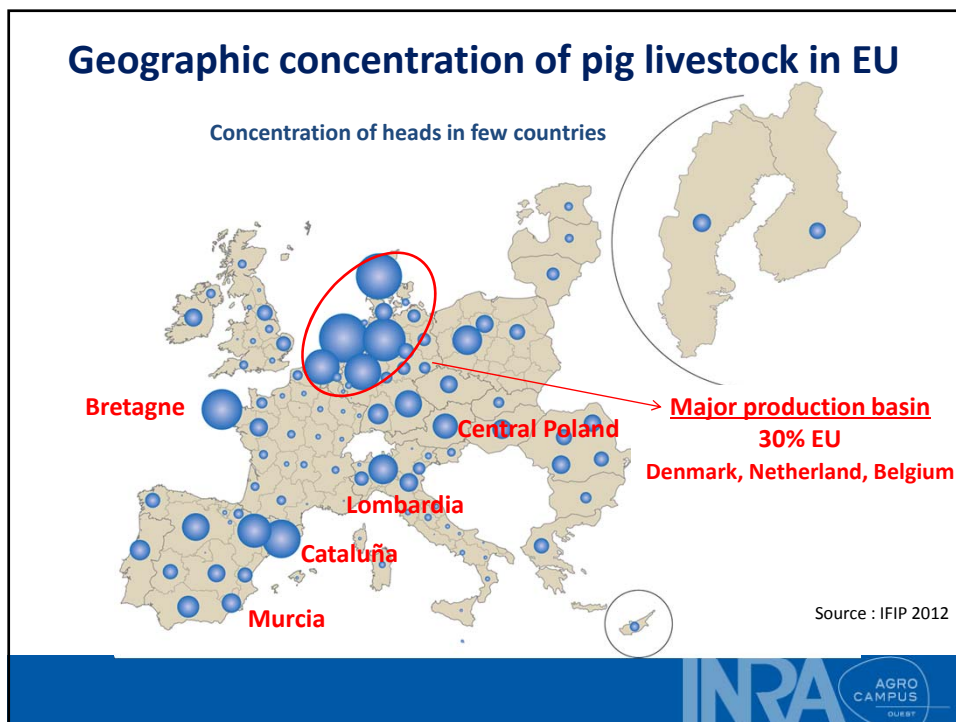 Geographic concentration of pig livestock in EU
Concentration of heads in few countries
Bretagne
Central Poland
Major production basin
30% EU
Denmark, Netherland, Belgium
Lombardia
Cataluña
Murcia
Source : IFIP 2012
INRA
AGRO
CAMPUS
OUEST